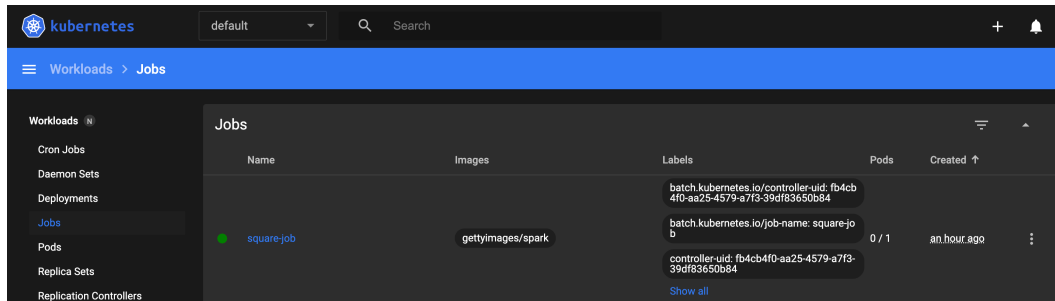 kubernetes
default
Search
Workloads > Jobs
Workloads N
Cron Jobs
Daemon Sets
Deployments
Jobs
Pods
Replica Sets
Replication Controllers
Jobs
Name Images Labels Pods Created ↑
square-job
gettyimages/spark
batch.kubernetes.io/controller-uid: fb4cb
4f0-aa25-4579-a7f3-39df83650b84
batch.kubernetes.io/job-name: square-jo
b
controller-uid: fb4cb4f0-aa25-4579-a7f3-
39df83650b84
Show all
0 / 1
an hour ago